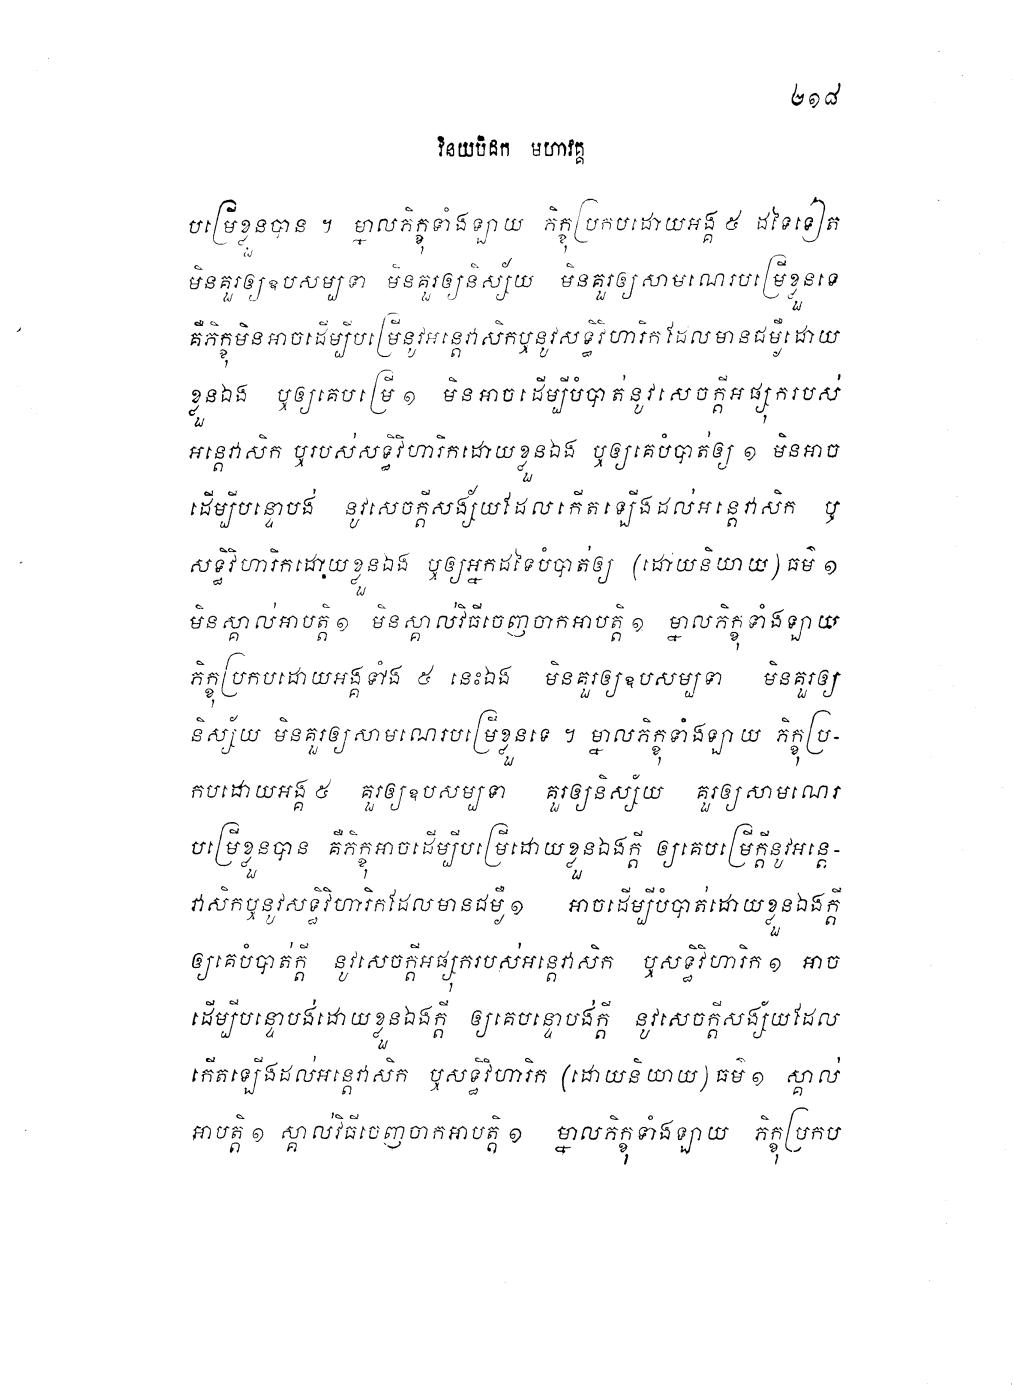 ២១៨
វិនយបិដក មហាវគ្គ
បម្រើខ្លួនបាន ។ ម្នាលភិក្ខុទាំងឡាយ ភិក្ខុប្រកបដោយអង្គ ៥ ដទៃទៀត
មិនគួរឲ្យឧបសម្បទា មិនគួរឲ្យនិស្ស័យ មិនគួរឲ្យសាមណេរបម្រើខ្លួនទេ
គឺភិក្ខុមិនអាចដើម្បីបម្រើនូវអន្តេវាសិកឬនូវសទ្ធិវិហារិកដែលមានជម្ងឺដោយ
ខ្លួនឯង ឬឲ្យគេបម្រើ ១ មិនអាចដើម្បីបំបាត់នូវសេចក្តីអផ្សុករបស់
អន្តេវាសិក ឬរបស់សទ្ធិវិហារិកដោយខ្លួនឯង ឬឲ្យគេបំបាត់ឲ្យ ១ មិនអាច
ដើម្បីបន្ទោបង់ នូវសេចក្តីសង្ស័យដែលកើតឡើងដល់អន្តេវាសិក ឬ
សទ្ធិវិហារិកដោយខ្លួនឯង ឬឲ្យអ្នកដទៃបំបាត់ឲ្យ (ដោយនិយាយ) ធម៌ ១
មិនស្គាល់អាបត្តិ ១ មិនស្គាល់វិធីចេញចាកអាបត្តិ ១ ម្នាលភិក្ខុទាំងឡាយ
ភិក្ខុប្រកបដោយអង្គទាំង ៥ នេះឯង មិនគួរឲ្យឧបសម្បទា មិនគួរឲ្យ
និស្ស័យ មិនគួរឲ្យសាមណេរបម្រើខ្លួនទេ ។ ម្នាលភិក្ខុទាំងឡាយ ភិក្ខុប្រ-
កបដោយអង្គ ៥ គួរឲ្យឧបសម្បទា គួរឲ្យនិស្ស័យ គួរឲ្យសាមណេរ
បម្រើខ្លួនបាន គឺភិក្ខុអាចដើម្បីបម្រើដោយខ្លួនឯងក្តី ឲ្យគេបម្រើក្តីនូវអន្តេ-
វាសិកឬនូវសទ្ធិវិហារិកដែលមានជម្ងឺ ១ អាចដើម្បីបំបាត់ដោយខ្លួនឯងក្តី
ឲ្យគេបំបាត់ក្តី នូវសេចក្តីអផ្សុករបស់អន្តេវាសិក ឬសទ្ធិវិហារិក ១ អាច
ដើម្បីបន្ទោបង់ដោយខ្លួនឯងក្តី ឲ្យគេបន្ទោបង់ក្តី នូវសេចក្តីសង្ស័យដែល
កើតឡើងដល់អន្តេវាសិក ឬសទ្ធិវិហារិក (ដោយនិយាយ) ធម៌ ១ ស្គាល់
អាបត្តិ ១ ស្គាល់វិធីចេញចាកអាបត្តិ ១ ម្នាលភិក្ខុទាំងឡាយ ភិក្ខុប្រកប